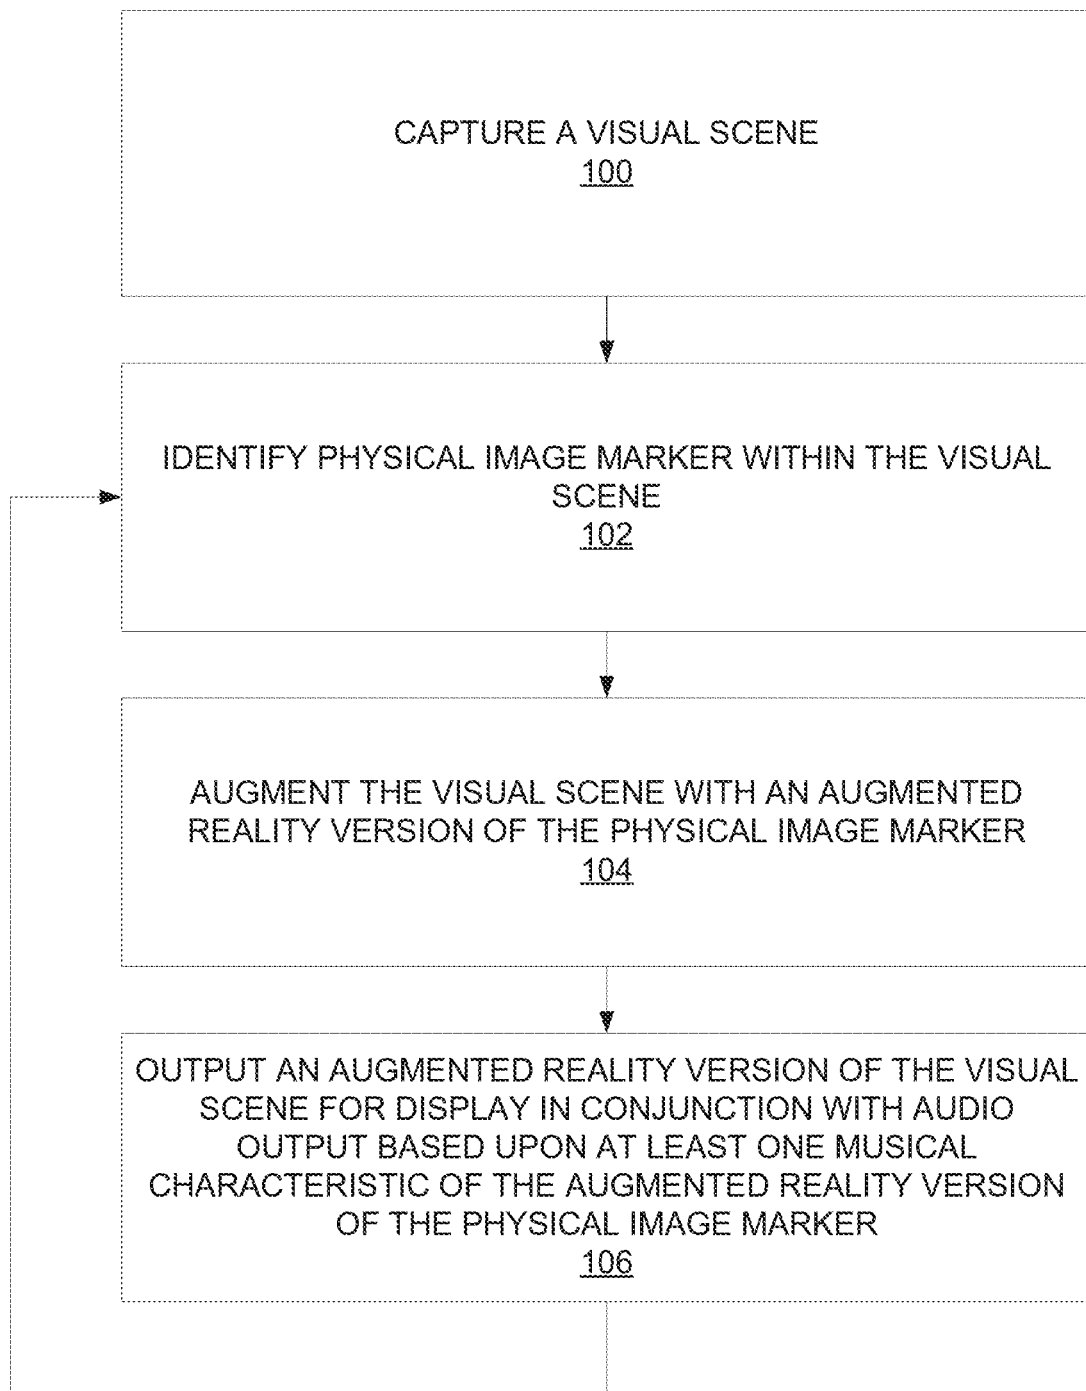 CAPTURE A VISUAL SCENE
100
IDENTIFY PHYSICAL IMAGE MARKER WITHIN THE VISUAL
SCENE
102
AUGMENT THE VISUAL SCENE WITH AN AUGMENTED
REALITY VERSION OF THE PHYSICAL IMAGE MARKER
104
OUTPUT AN AUGMENTED REALITY VERSION OF THE VISUAL
SCENE FOR DISPLAY IN CONJUNCTION WITH AUDIO
OUTPUT BASED UPON AT LEAST ONE MUSICAL
CHARACTERISTIC OF THE AUGMENTED REALITY VERSION
OF THE PHYSICAL IMAGE MARKER
106